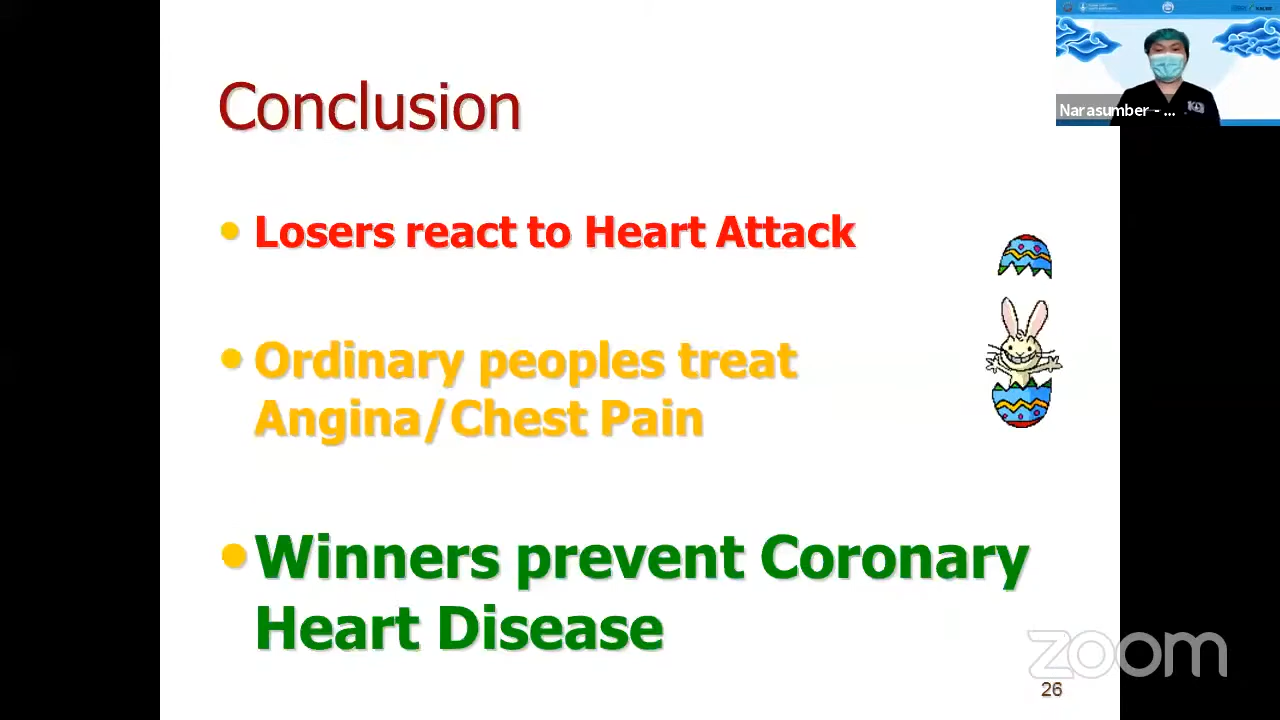 Conclusion
• Losers react to Heart Attack
• Ordinary peoples treat
Angina/Chest Pain
• Winners prevent Coronary
Heart Disease
26
Narasumber - ...
zoom